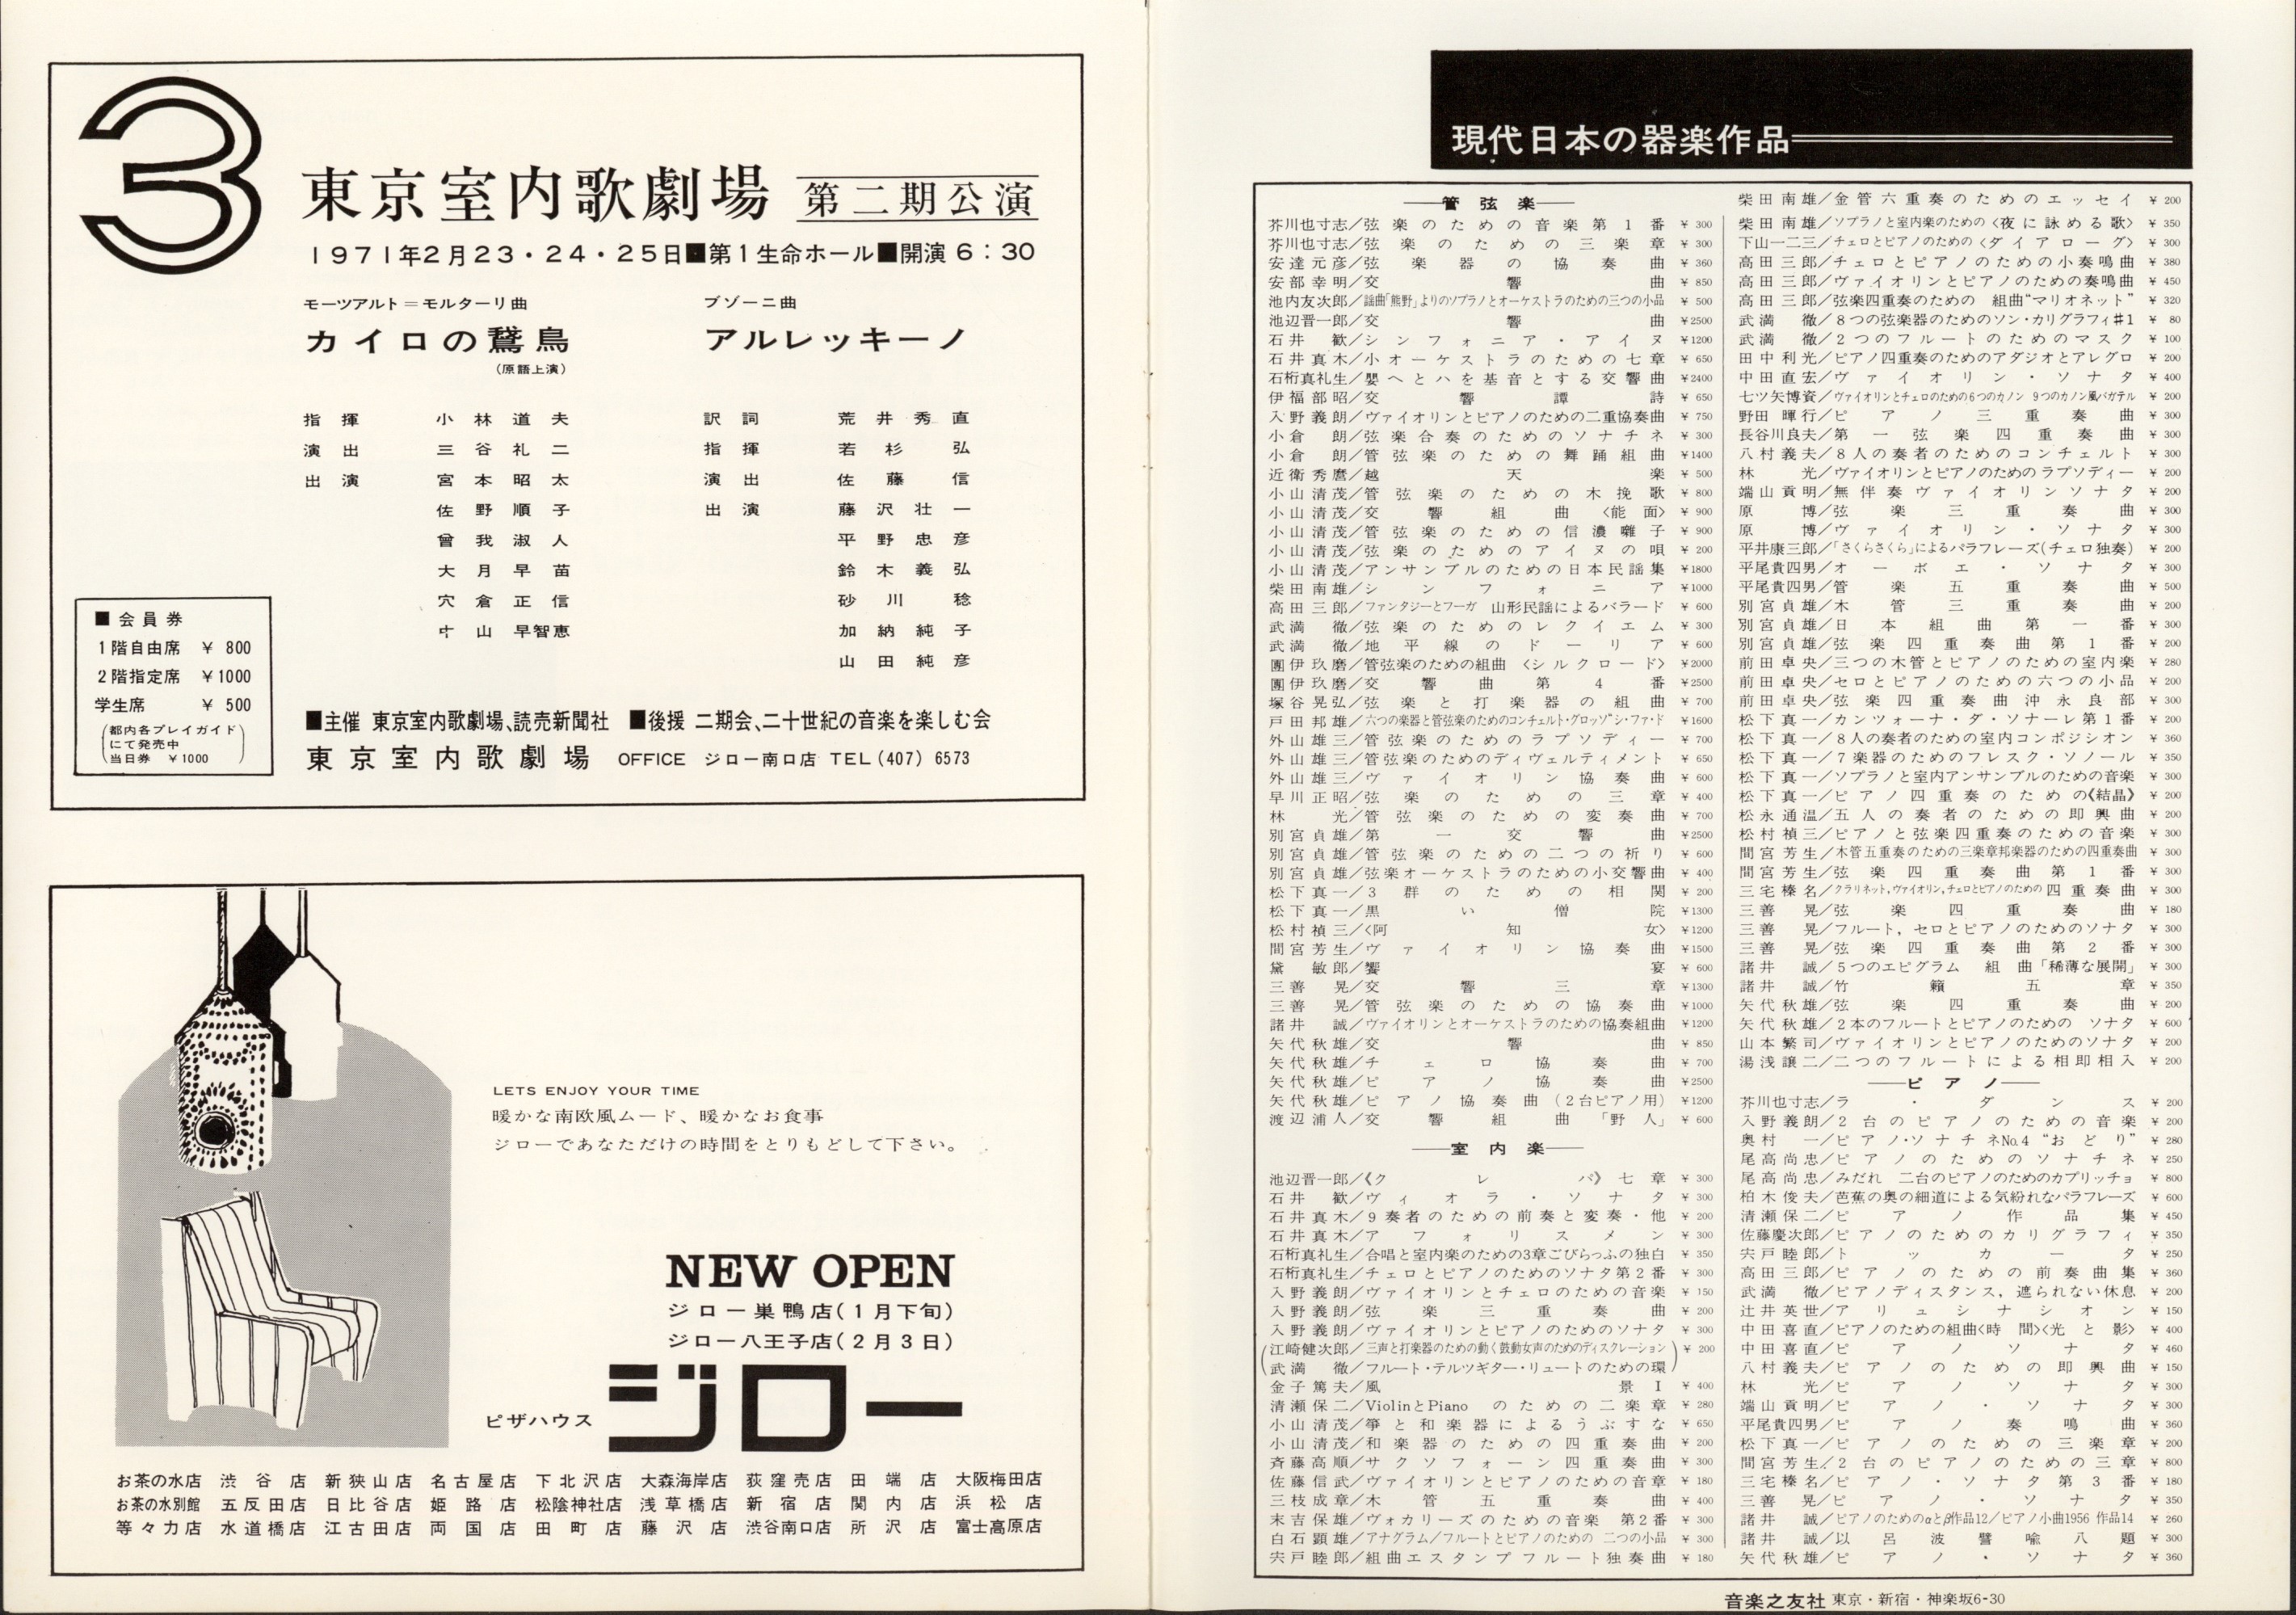 3
東京室内歌劇場 第二期公演
1971年2月23・24・25日■第1生命ホール■開演6：30
モーツアルト＝モルターリ曲
カイロの鵞鳥
(原語上演)
指揮 小林道夫
演出 三谷礼二
出演 宮本昭太
佐野順子
曾我淑人
大月早苗
穴倉正信
中山早智恵
ブゾーニ曲
アルレッキーノ
訳詞 荒井秀直
指揮 若杉弘
演出 佐藤信
出演 藤沢壮一
平野忠彦
鈴木義弘
砂川稔
加納純子
山田純彦
■会員券
1階自由席 ￥800
2階指定席 ￥1000
学生席 ￥500
(都内各プレイガイド
にて発売中
当日券 ￥1000)
■主催 東京室内歌劇場、読売新聞社 ■後援 二期会、二十世紀の音楽を楽しむ会
東京室内歌劇場 OFFICE ジロー南口店 TEL(407)6573
LETS ENJOY YOUR TIME
暖かな南欧風ムード、暖かなお食事
ジローであなただけの時間をとりもどして下さい。
NEW OPEN
ジロー巣鴨店(1月下旬)
ジロー八王子店(2月3日)
ピザハウス ジロー
お茶の水店 渋谷店 新狭山店 名古屋店 下北沢店 大森海岸店 荻窪売店 田端店 大阪梅田店
お茶の水別館 五反田店 日比谷店 姫路店 松陰神社店 浅草橋店 新宿店 関内店 浜松店
等々力店 水道橋店 江古田店 両国店 田町店 藤沢店 渋谷南口店 所沢店 富士高原店
現代日本の器楽作品
管弦楽
芥川也寸志／弦楽のための音楽第1番 ￥300
芥川也寸志／弦楽のための三楽章 ￥300
安達元彦／弦楽器の協奏曲 ￥360
安部幸明／交響曲 ￥850
池内友次郎／謡曲「熊野」よりのソプラノとオーケストラのための三つの小品 ￥500
池辺晋一郎／交響曲 ￥2500
石井歓／シンフォニア・アイヌ ￥1200
石井真木／小オーケストラのための七章 ￥650
石桁真礼生／嬰へとハを基音とする交響曲 ￥2400
伊福部昭／交響譚詩 ￥650
入野義朗／ヴァイオリンとピアノのための二重協奏曲 ￥750
小倉朗／弦楽合奏のためのソナチネ ￥300
小倉朗／管弦楽のための舞踊組曲 ￥1400
近衛秀麿／越天楽 ￥500
小山清茂／管弦楽のための木挽歌 ￥800
小山清茂／交響組曲〈能面〉 ￥900
小山清茂／管弦楽のための信濃囃子 ￥900
小山清茂／弦楽のためのアイヌの唄 ￥200
小山清茂／アンサンブルのための日本民謡集 ￥1800
柴田南雄／シンフォニア ￥1000
高田三郎／ファンタジーとフーガ 山形民謡によるバラード ￥600
武満徹／弦楽のためのレクイエム ￥300
武満徹／地平線のドーリア ￥600
團伊玖磨／管弦楽のための組曲〈シルクロード〉 ￥2000
團伊玖磨／交響曲第4番 ￥2500
塚谷晃弘／弦楽と打楽器の組曲 ￥700
戸田邦雄／六つの楽器と管弦楽のためのコンチェルト・グロッソ“シ・ファ・ド ￥1600
外山雄三／管弦楽のためのラプソディー ￥700
外山雄三／管弦楽のためのディヴェルティメント ￥650
外山雄三／ヴァイオリン協奏曲 ￥600
早川正昭／弦楽のための三章 ￥400
林光／管弦楽のための変奏曲 ￥700
別宮貞雄／第一交響曲 ￥2500
別宮貞雄／管弦楽のための二つの祈り ￥600
別宮貞雄／弦楽オーケストラのための小交響曲 ￥400
松下真一／3群のための相関 ￥200
松下真一／黒い僧院 ￥1300
松村禎三／〈阿知女〉 ￥1200
間宮芳生／ヴァイオリン協奏曲 ￥1500
黛敏郎／饗宴 ￥600
三善晃／交響三章 ￥1300
三善晃／管弦楽のための協奏曲 ￥1000
諸井誠／ヴァイオリンとオーケストラのための協奏組曲 ￥1200
矢代秋雄／交響曲 ￥850
矢代秋雄／チェロ協奏曲 ￥700
矢代秋雄／ピアノ協奏曲 ￥2500
矢代秋雄／ピアノ協奏曲(2台ピアノ用) ￥1200
渡辺浦人／交響組曲「野人」 ￥600
室内楽
池辺晋一郎／《クレパ》七章 ￥300
石井歓／ヴィオラ・ソナタ ￥300
石井真木／9奏者のための前奏と変奏・他 ￥200
石井真木／アフォリスメン ￥300
石桁真礼生／合唱と室内楽のための3章ごびらっふの独白 ￥350
石桁真礼生／チェロとピアノのためのソナタ第2番 ￥300
入野義朗／ヴァイオリンとチェロのための音楽 ￥150
入野義朗／弦楽三重奏曲 ￥200
入野義朗／ヴァイオリンとピアノのためのソナタ ￥300
(江崎健次郎／三声と打楽器のための動く鼓動女声のためのディスクレーション
武満徹／フルート・テルツギター・リュートのための環) ￥200
金子篤夫／風景Ⅰ ￥400
清瀬保二／ViolinとPianoのための二楽章 ￥280
小山清茂／箏と和楽器によるうぶすな ￥650
小山清茂／和楽器のための四重奏曲 ￥200
斉藤高順／サクソフォーン四重奏曲 ￥300
佐藤信武／ヴァイオリンとピアノのための音章 ￥180
三枝成章／木管五重奏曲 ￥400
末吉保雄／ヴォカリーズのための音楽 第2番 ￥300
白石顕雄／アナグラム／フルートとピアノのための 二つの小品 ￥300
宍戸睦郎／組曲エスタンプフルート独奏曲 ￥180
柴田南雄／金管六重奏のためのエッセイ ￥200
柴田南雄／ソプラノと室内楽のための〈夜に詠める歌〉 ￥350
下山一二三／チェロとピアノのための〈ダイアローグ〉 ￥300
高田三郎／チェロとピアノのための小奏鳴曲 ￥380
高田三郎／ヴァイオリンとピアノのための奏鳴曲 ￥450
高田三郎／弦楽四重奏のための 組曲“マリオネット” ￥320
武満徹／8つの弦楽器のためのソン・カリグラフィ♯1 ￥80
武満徹／2つのフルートのためのマスク ￥100
田中利光／ピアノ四重奏のためのアダジオとアレグロ ￥200
中田直宏／ヴァイオリン・ソナタ ￥400
七ツ矢博資／ヴァイオリンとチェロのための6つのカノン 9つのカノン風バガテル ￥200
野田暉行／ピアノ三重奏曲 ￥300
長谷川良夫／第一弦楽四重奏曲 ￥300
八村義夫／8人の奏者のためのコンチェルト ￥300
林光／ヴァイオリンとピアノのためのラプソディー ￥200
端山貢明／無伴奏ヴァイオリンソナタ ￥200
原博／弦楽三重奏曲 ￥300
原博／ヴァイオリン・ソナタ ￥300
平井康三郎／「さくらさくら」によるパラフレーズ(チェロ独奏) ￥200
平尾貴四男／オーボエ・ソナタ ￥300
平尾貴四男／管楽五重奏曲 ￥500
別宮貞雄／木管三重奏曲 ￥200
別宮貞雄／日本組曲第一番 ￥300
別宮貞雄／弦楽四重奏曲第1番 ￥200
前田卓央／三つの木管とピアノのための室内楽 ￥280
前田卓央／セロとピアノのための六つの小品 ￥200
前田卓央／弦楽四重奏曲沖永良部 ￥300
松下真一／カンツォーナ・ダ・ソナーレ第1番 ￥200
松下真一／8人の奏者のための室内コンポジシオン ￥360
松下真一／7楽器のためのフレスク・ソノール ￥350
松下真一／ソプラノと室内アンサンブルのための音楽 ￥300
松下真一／ピアノ四重奏のための《結晶》 ￥200
松永通温／五人の奏者のための即興曲 ￥200
松村禎三／ピアノと弦楽四重奏のための音楽 ￥300
間宮芳生／木管五重奏のための三楽章邦楽器のための四重奏曲 ￥300
間宮芳生／弦楽四重奏曲第1番 ￥300
三宅榛名／クラリネット,ヴァイオリン,チェロとピアノのための四重奏曲 ￥300
三善晃／弦楽四重奏曲 ￥180
三善晃／フルート，セロとピアノのためのソナタ ￥300
三善晃／弦楽四重奏曲第2番 ￥300
諸井誠／5つのエピグラム 組曲「稀薄な展開」 ￥300
諸井誠／竹籟五章 ￥350
矢代秋雄／弦楽四重奏曲 ￥200
矢代秋雄／2本のフルートとピアノのための ソナタ ￥600
山本繁司／ヴァイオリンとピアノのためのソナタ ￥200
湯浅譲二／二つのフルートによる相即相入 ￥200
ピアノ
芥川也寸志／ラ・ダンス ￥200
入野義朗／2台のピアノのための音楽 ￥200
奥村一／ピアノ・ソナチネNo.4“おどり” ￥280
尾高尚忠／ピアノのためのソナチネ ￥250
尾高尚忠／みだれ 二台のピアノのためのカプリッチョ ￥800
柏木俊夫／芭蕉の奥の細道による気紛れなパラフレーズ ￥600
清瀬保二／ピアノ作品集 ￥450
佐藤慶次郎／ピアノのためのカリグラフィ ￥350
宍戸睦郎／トッカータ ￥250
高田三郎／ピアノのための前奏曲集 ￥360
武満徹／ピアノディスタンス，遮られない休息 ￥200
辻井英世／アリュシナシオン ￥150
中田喜直／ピアノのための組曲〈時間〉〈光と影〉 ￥400
中田喜直／ピアノソナタ ￥460
八村義夫／ピアノのための即興曲 ￥150
林光／ピアノソナタ ￥300
端山貢明／ピアノ・ソナタ ￥300
平尾貴四男／ピアノ奏鳴曲 ￥360
松下真一／ピアノのための三楽章 ￥200
間宮芳生／2台のピアノのための三章 ￥800
三宅榛名／ピアノ・ソナタ第3番 ￥180
三善晃／ピアノ・ソナタ ￥350
諸井誠／ピアノのためのαとβ作品12／ピアノ小曲1956 作品14 ￥260
諸井誠／以呂波譬喩八題 ￥300
矢代秋雄／ピアノ・ソナタ ￥360
音楽之友社 東京・新宿・神楽坂6-30